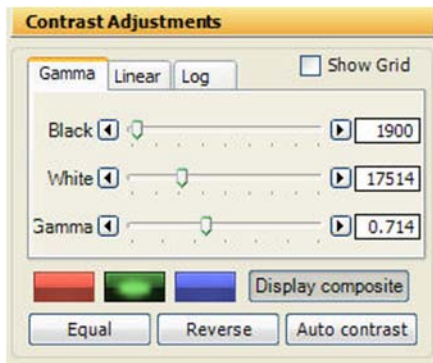 Contrast Adjustments
Gamma Linear Log Show Grid
Black 1900
White 17514
Gamma 0.714
Display composite
Equal Reverse Auto contrast